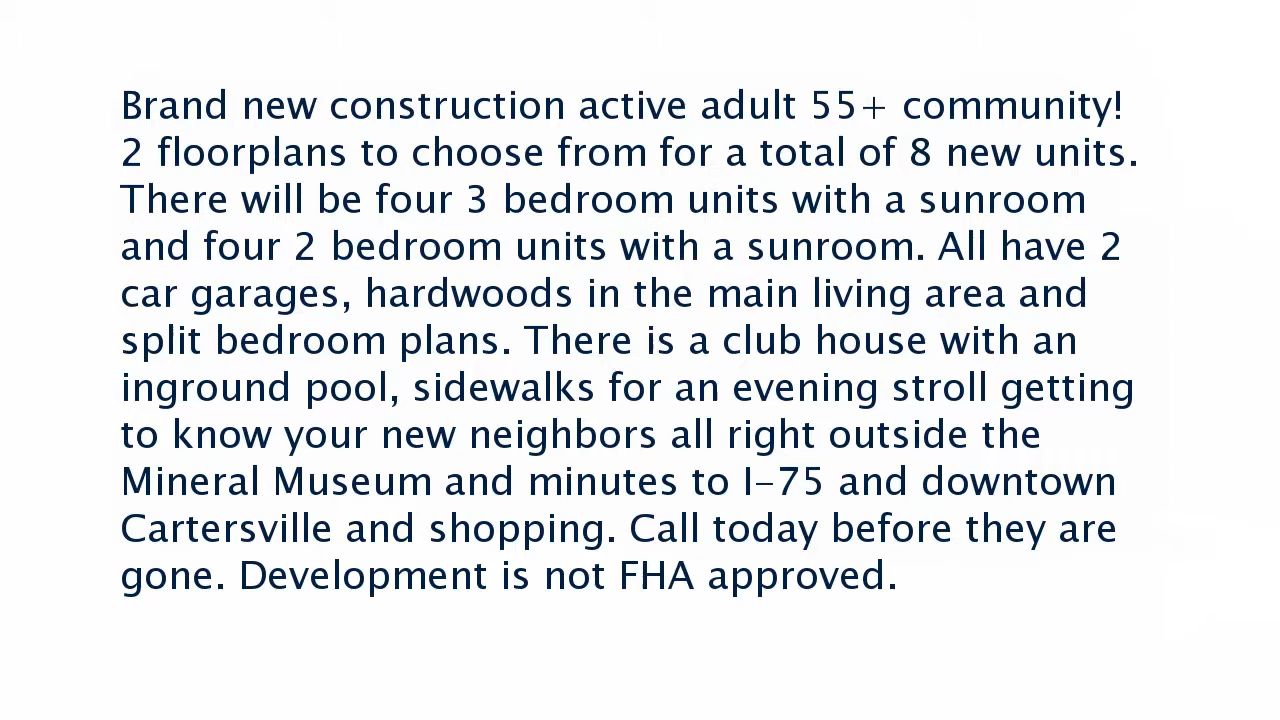 Brand new construction active adult 55+ community!
2 floorplans to choose from for a total of 8 new units.
There will be four 3 bedroom units with a sunroom
and four 2 bedroom units with a sunroom. All have 2
car garages, hardwoods in the main living area and
split bedroom plans. There is a club house with an
inground pool, sidewalks for an evening stroll getting
to know your new neighbors all right outside the
Mineral Museum and minutes to I-75 and downtown
Cartersville and shopping. Call today before they are
gone. Development is not FHA approved.